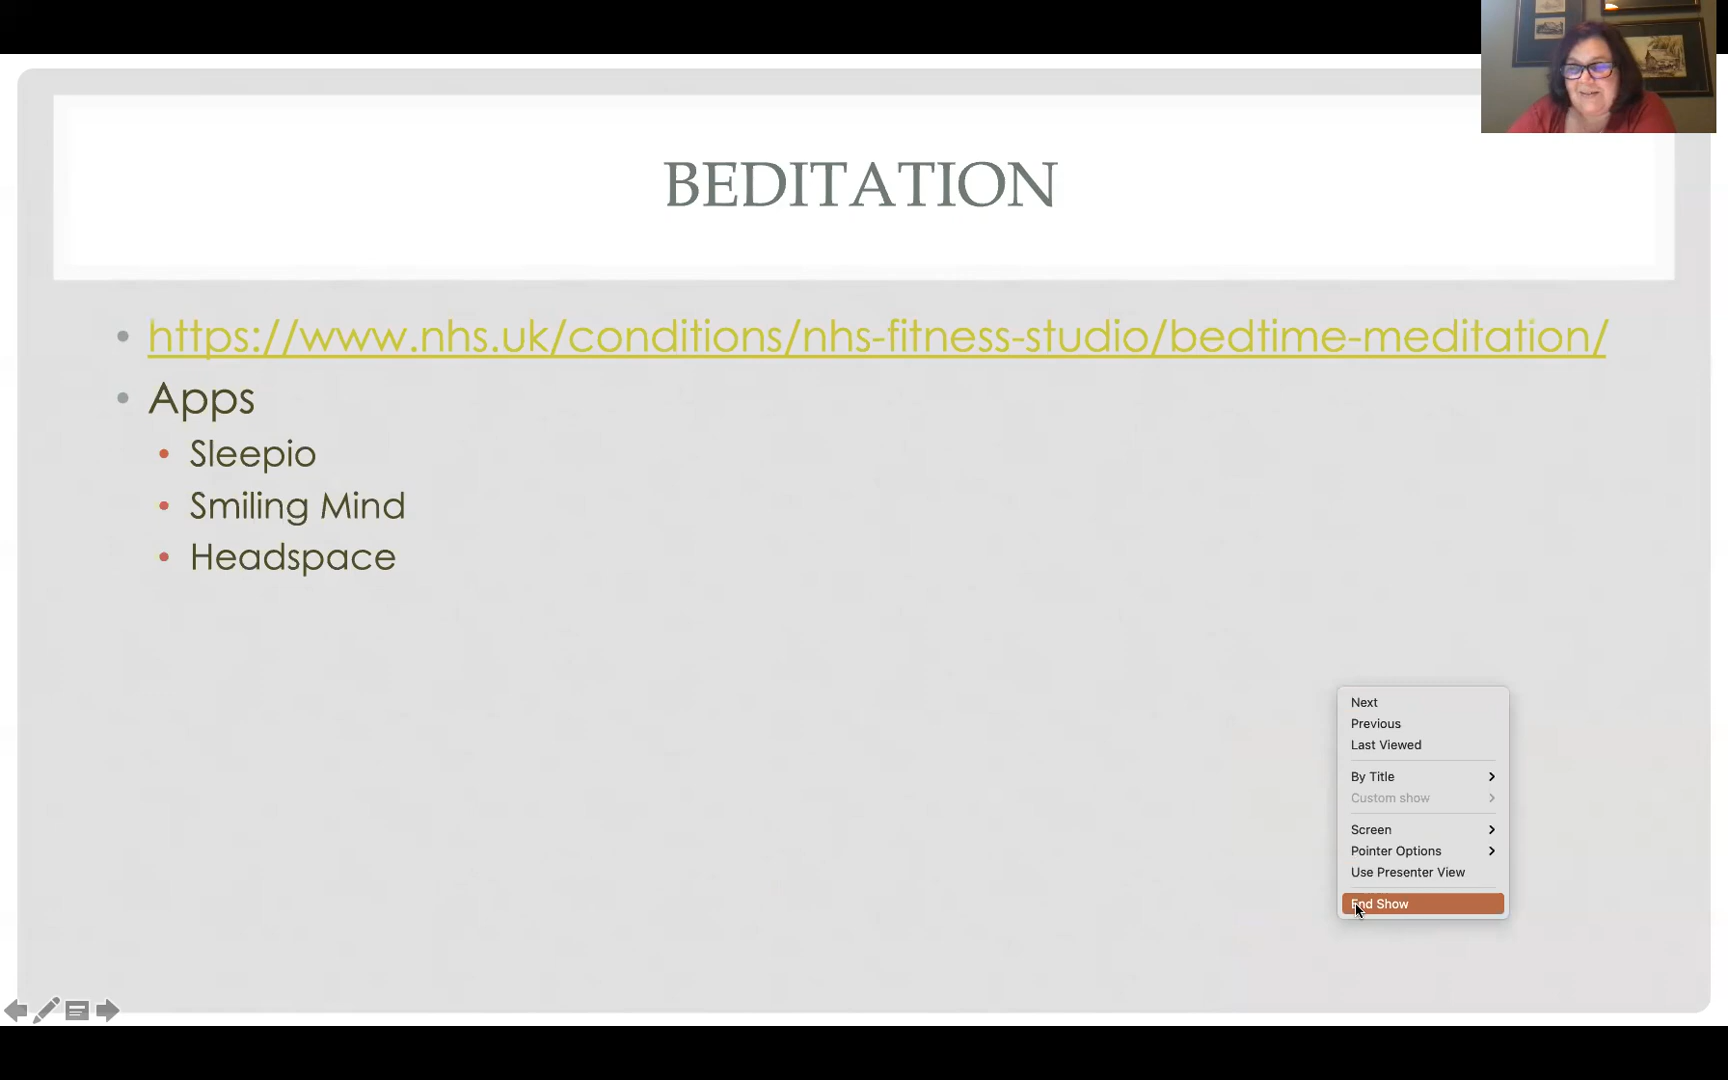 BEDITATION
https://www.nhs.uk/conditions/nhs-fitness-studio/bedtime-meditation/
Apps
Sleepio
Smiling Mind
Headspace
Next
Previous
Last Viewed
By Title
Custom show
Screen
Pointer Options
Use Presenter View
End Show